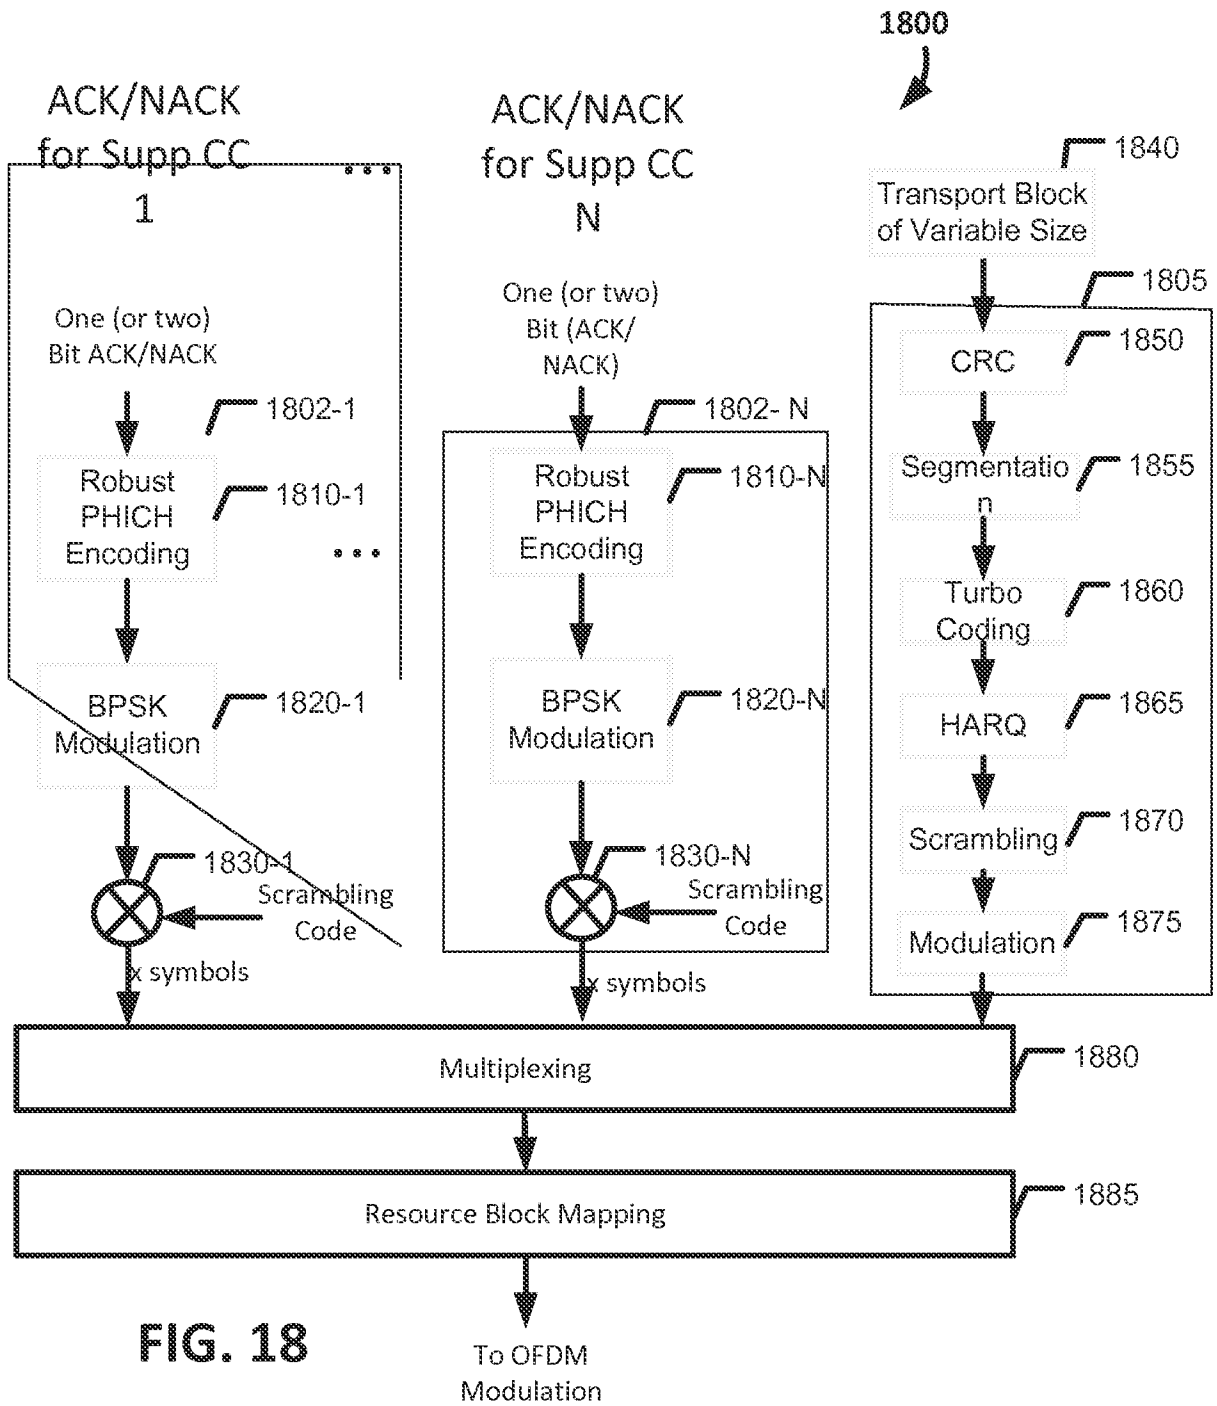 1800
ACK/NACK
for Supp CC
1
...
ACK/NACK
for Supp CC
N
1840
Transport Block
of Variable Size
1805
One (or two)
Bit ACK/NACK
One (or two)
Bit (ACK/
NACK)
CRC
1850
1802-1
1802- N
Segmentatio
n
1855
Robust
PHICH
Encoding
1810-1
...
Robust
PHICH
Encoding
1810-N
Turbo
Coding
1860
BPSK
Modulation
1820-1
BPSK
Modulation
1820-N
HARQ
1865
Scrambling
1870
1830-1
Scrambling
Code
1830-N
Scrambling
Code
Modulation
1875
x symbols
x symbols
Multiplexing
1880
Resource Block Mapping
1885
FIG. 18
To OFDM
Modulation